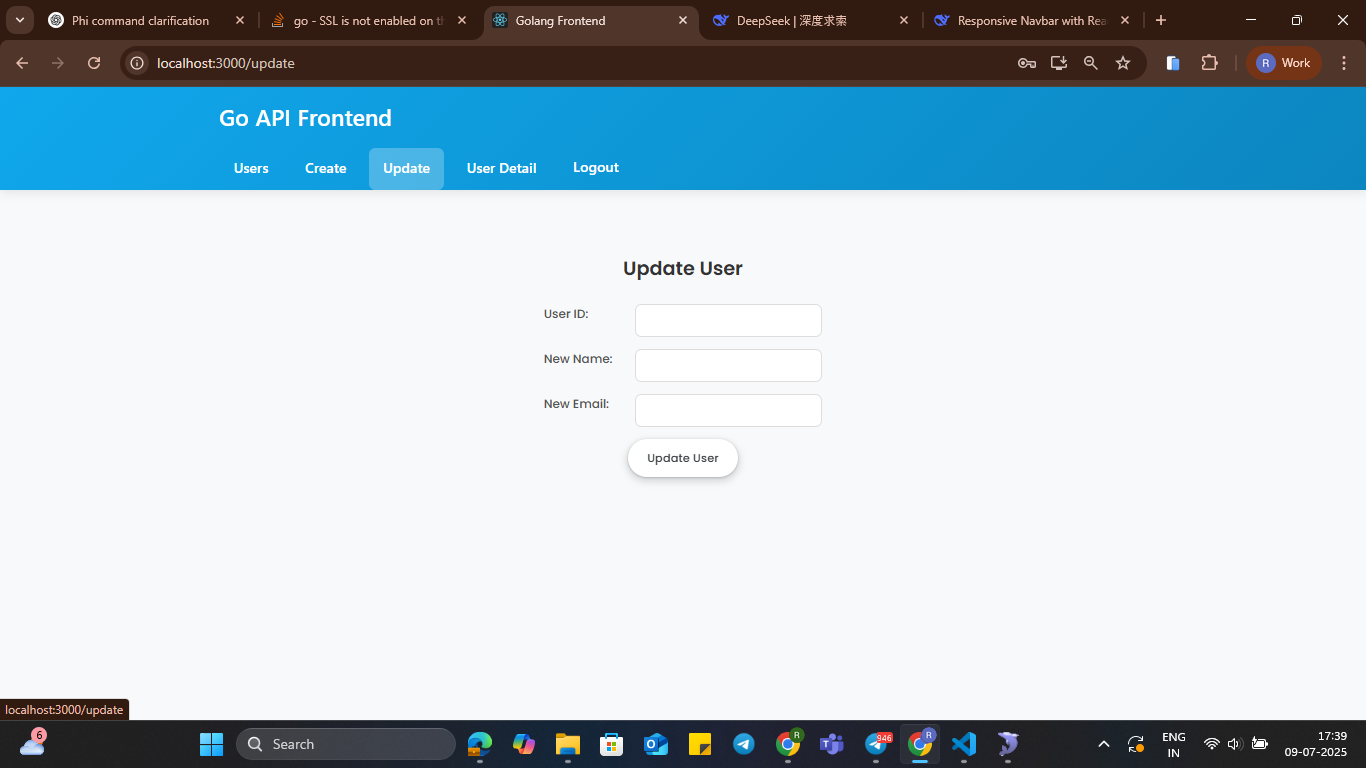 Phi command clarification
go - SSL is not enabled on th
Golang Frontend
DeepSeek | 深度求索
Responsive Navbar with Rea
localhost:3000/update
R Work
Go API Frontend
Users Create Update User Detail Logout
Update User
User ID:
New Name:
New Email:
Update User
localhost:3000/update
6
Search
R
946
R
ENG
IN
17:39
09-07-2025